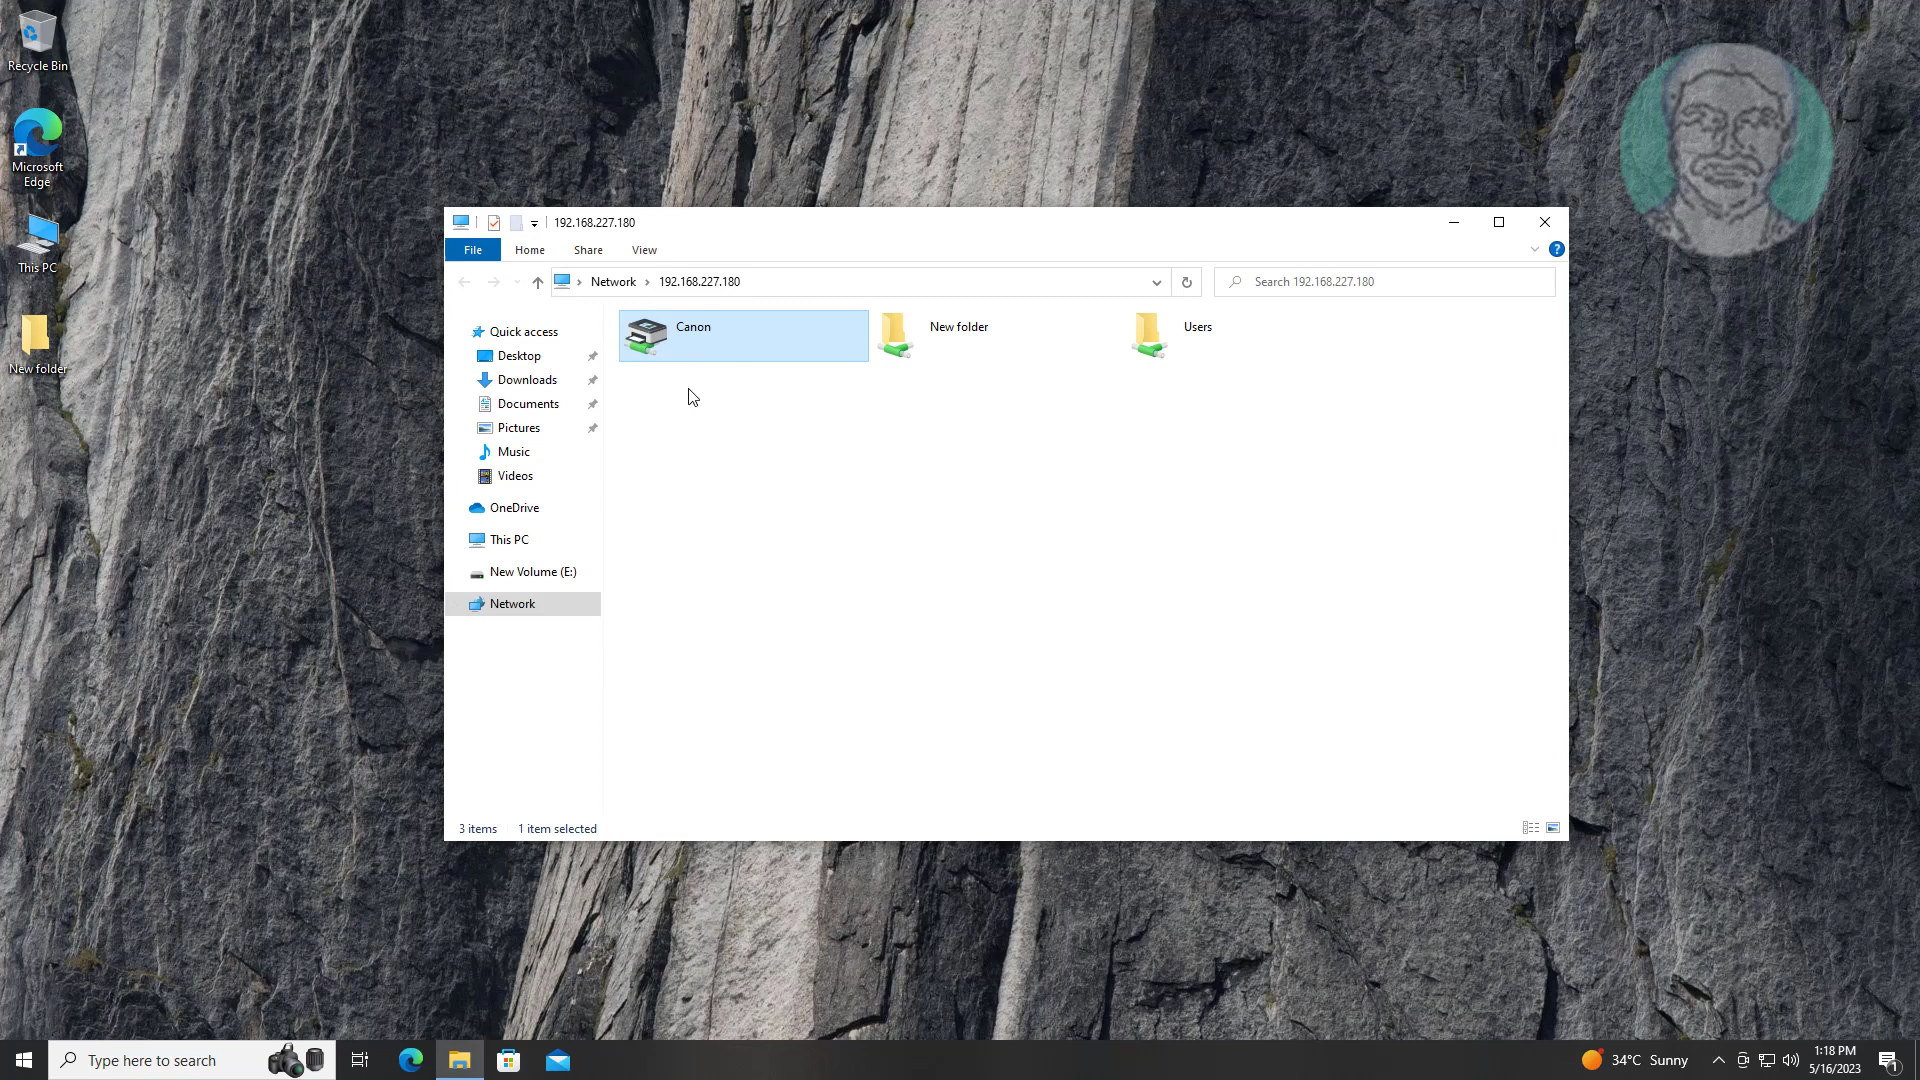 Recycle Bin
Microsoft
Edge
This PC
New folder
192.168.227.180
File Home Share View
Network 192.168.227.180
Search 192.168.227.180
Quick access
Desktop
Downloads
Documents
Pictures
Music
Videos
OneDrive
This PC
New Volume (E:)
Network
Canon
New folder
Users
3 items 1 item selected
Type here to search
34°C Sunny
1:18 PM
5/16/2023
1